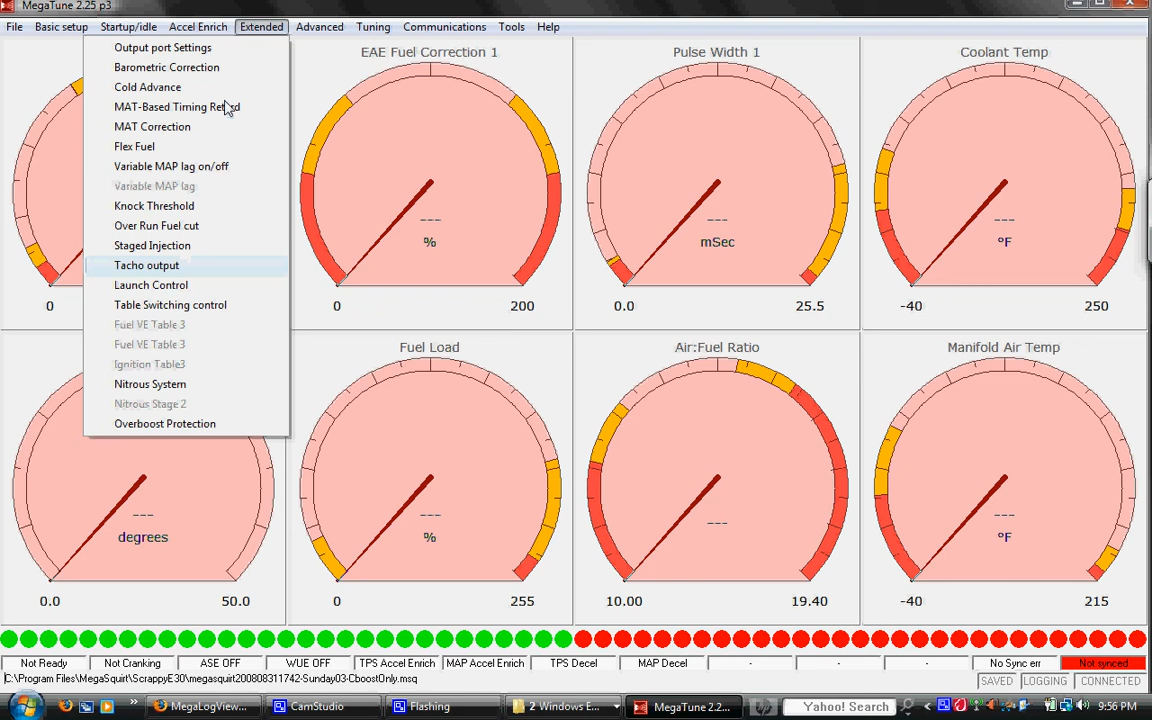 MegaTune 2.25 p3
File Basic setup Startup/idle Accel Enrich Extended Advanced Tuning Communications Tools Help
Output port Settings
Barometric Correction
Cold Advance
MAT-Based Timing Retard
MAT Correction
Flex Fuel
Variable MAP lag on/off
Variable MAP lag
Knock Threshold
Over Run Fuel cut
Staged Injection
Tacho output
Launch Control
Table Switching control
Fuel VE Table 3
Fuel VE Table 3
Ignition Table3
Nitrous System
Nitrous Stage 2
Overboost Protection
0
EAE Fuel Correction 1
---
%
0 200
Pulse Width 1
---
mSec
0.0 25.5
Coolant Temp
---
°F
-40 250
---
degrees
0.0 50.0
Fuel Load
---
%
0 255
Air:Fuel Ratio
---
10.00 19.40
Manifold Air Temp
---
°F
-40 215
Not Ready Not Cranking ASE OFF WUE OFF TPS Accel Enrich MAP Accel Enrich TPS Decel MAP Decel - - - No Sync err Not synced
C:\Program Files\MegaSquirt\ScrappyE30\megasquirt200808311742-Sunday03-CboostOnly.msq SAVED LOGGING CONNECTED
MegaLogView... CamStudio Flashing 2 Windows E... MegaTune 2.2... Yahoo! Search 9:56 PM